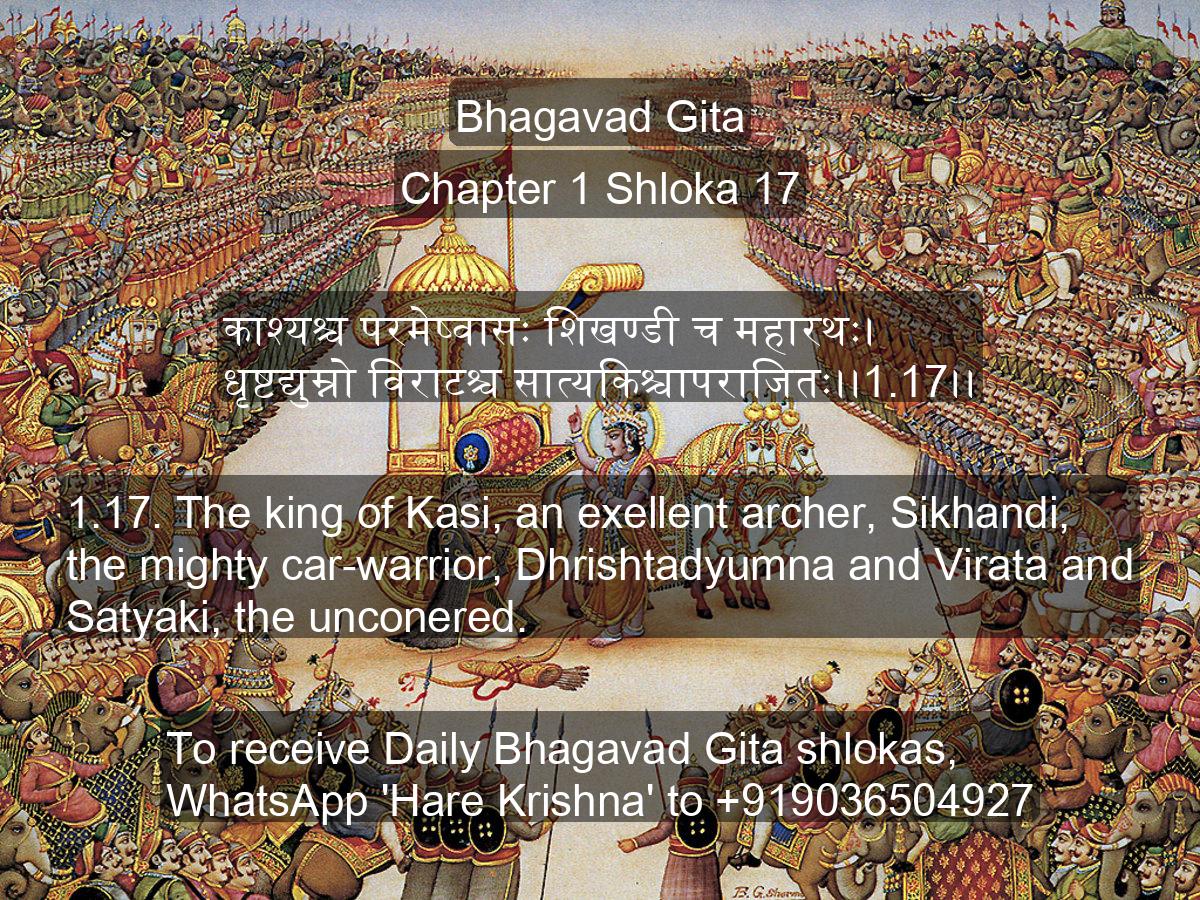 Bhagavad Gita
Chapter 1 Shloka 17
काश्यश्च परमेष्वासः शिखण्डी च महारथः।
धृष्टद्युम्नो विराटश्च सात्यकिश्चापराजितः।।1.17।।
1.17. The king of Kasi, an exellent archer, Sikhandi,
the mighty car-warrior, Dhrishtadyumna and Virata and
Satyaki, the unconered.
To receive Daily Bhagavad Gita shlokas,
WhatsApp 'Hare Krishna' to +919036504927
B.G. Sharma